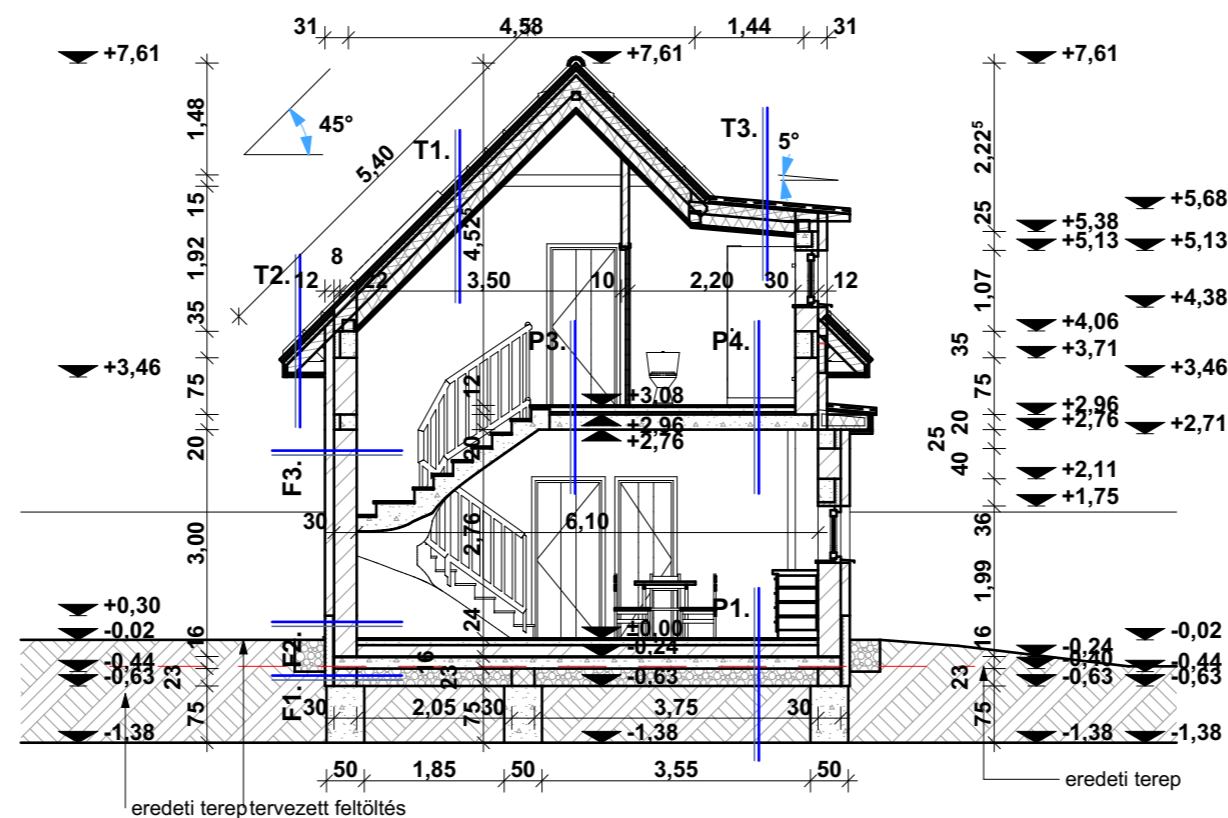 31 4,58 1,44 31
+7,61 +7,61 +7,61
45° 5,40 T1. T3. 5° 2,22⁵
1,48
15 4,52⁵ 25 +5,68
+5,38
+5,13 +5,13
8
T2. 12 22 3,50 10 2,20 30 12
1,92 1,07 +4,38
35 P3. P4. +4,06
35 +3,71
+3,46 +3,46
75 12 +3,08 75
+2,96 +2,96
+2,76 20 +2,76 +2,71
20 20 25
F3. 40 +2,11
+1,75
30 2,76 6,10 36
3,00 1,99
P1.
+0,30 24 ±0,00
-0,02 16 -0,24 16 -0,24 -0,02
-0,44 F2. 16 -0,40 -0,44
-0,63 23 23 -0,63 23 -0,63 -0,63
F1. 30 2,05 30 3,75 30
75 75 75
-1,38 -1,38 -1,38 -1,38
50 1,85 50 3,55 50
eredeti terep
eredeti terep tervezett feltöltés